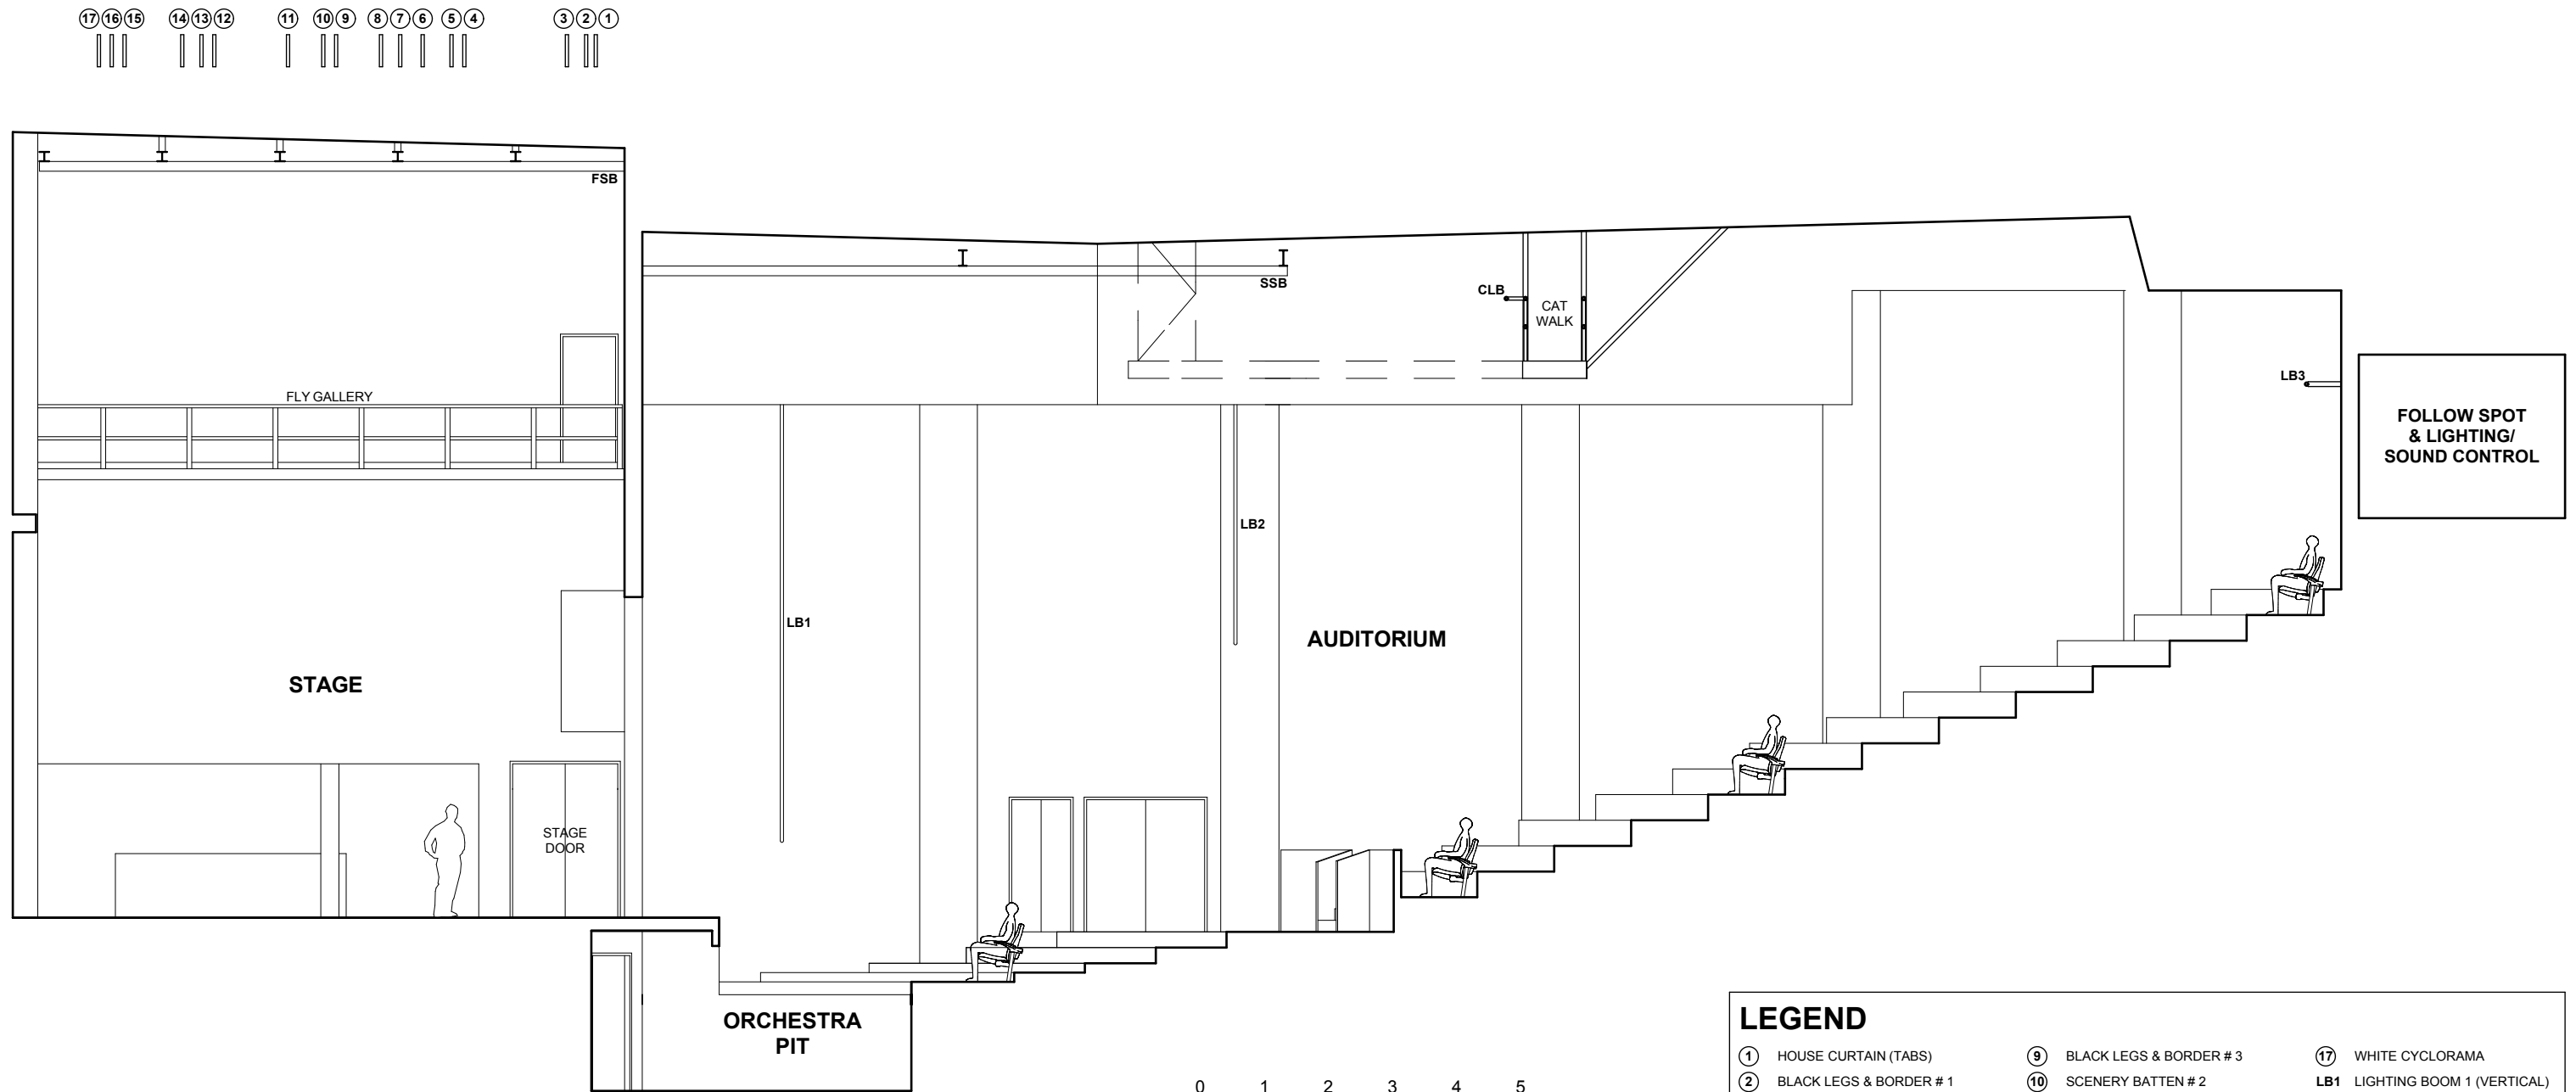 17 16 15 14 13 12 11 10 9 8 7 6 5 4 3 2 1
FSB
SSB
CLB
CAT
WALK
LB3
FLY GALLERY
FOLLOW SPOT
& LIGHTING/
SOUND CONTROL
LB2
LB1
AUDITORIUM
STAGE
STAGE
DOOR
ORCHESTRA
PIT
0 1 2 3 4 5
LEGEND
1 HOUSE CURTAIN (TABS)
2 BLACK LEGS & BORDER # 1
9 BLACK LEGS & BORDER # 3
10 SCENERY BATTEN # 2
17 WHITE CYCLORAMA
LB1 LIGHTING BOOM 1 (VERTICAL)